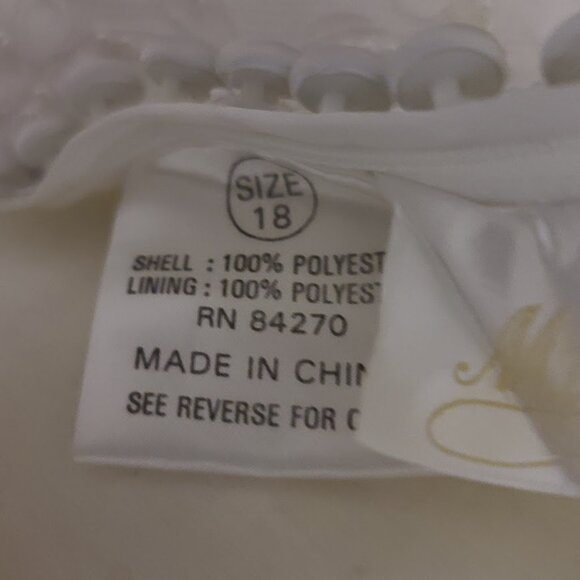 SIZE
18
SHELL : 100% POLYEST
LINING : 100% POLYES
RN 84270
MADE IN CHIN
SEE REVERSE FOR C